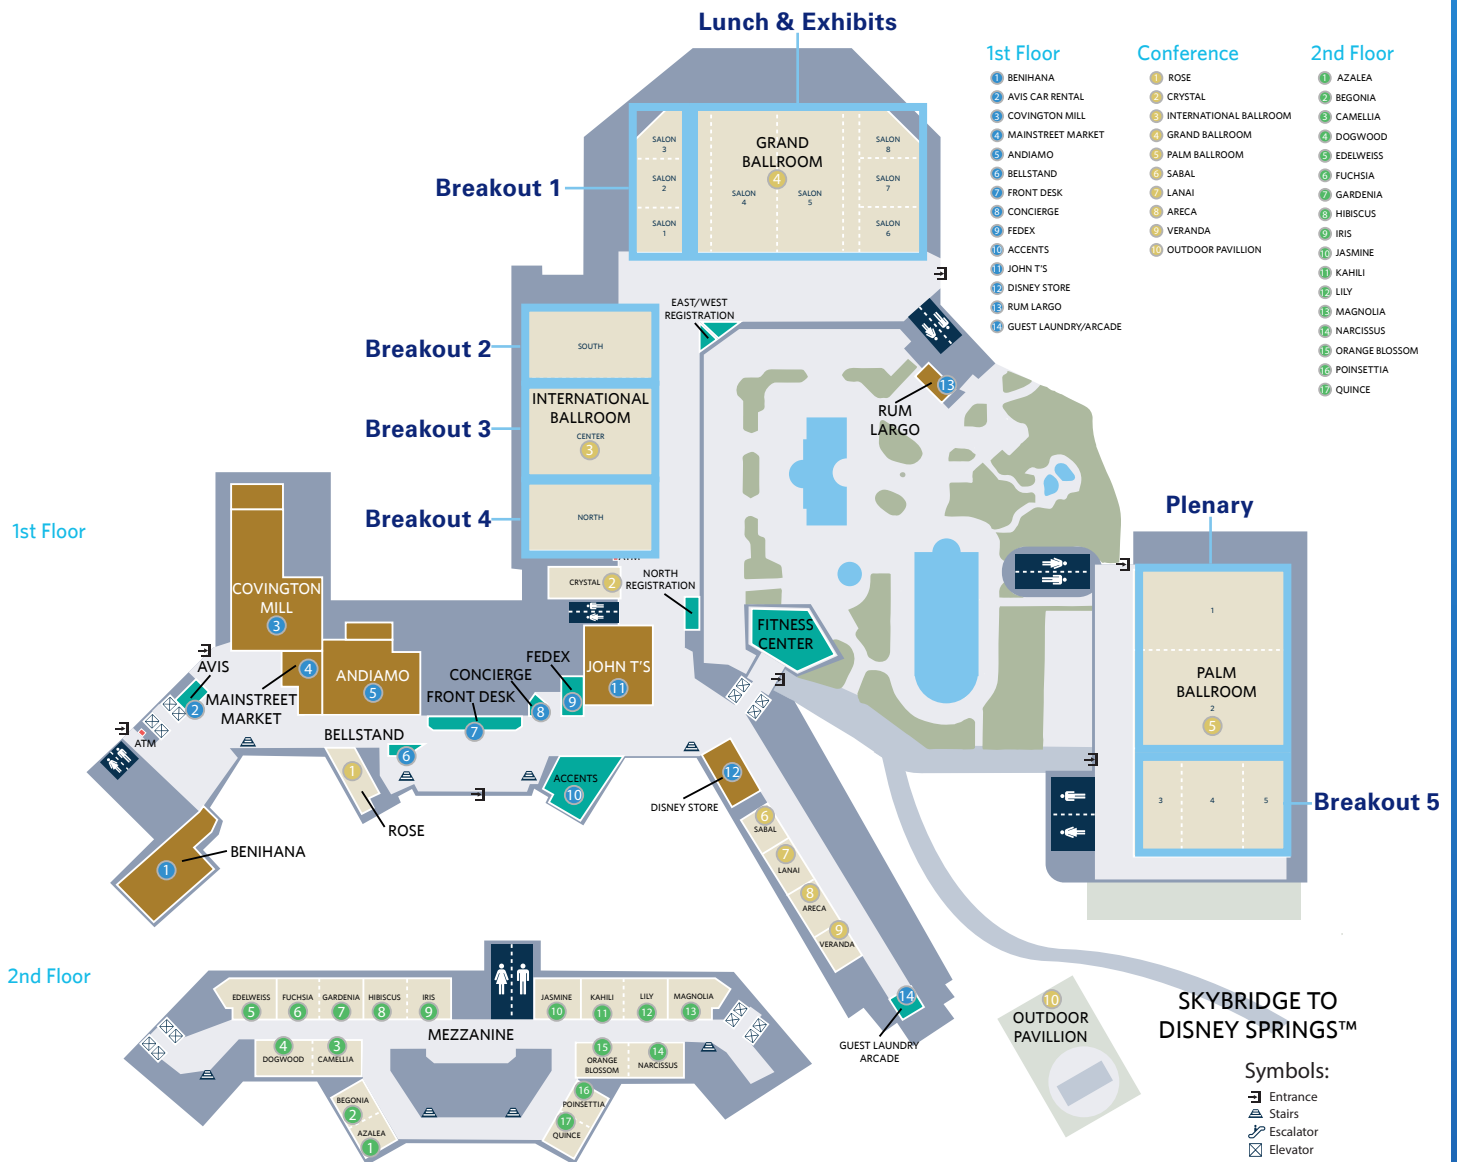 Lunch & Exhibits
1st Floor
1 BENIHANA
2 AVIS CAR RENTAL
3 COVINGTON MILL
4 MAINSTREET MARKET
5 ANDIAMO
6 BELLSTAND
7 FRONT DESK
8 CONCIERGE
9 FEDEX
10 ACCENTS
11 JOHN T'S
12 DISNEY STORE
13 RUM LARGO
14 GUEST LAUNDRY/ARCADE
Conference
1 ROSE
2 CRYSTAL
3 INTERNATIONAL BALLROOM
4 GRAND BALLROOM
5 PALM BALLROOM
6 SABAL
7 LANAI
8 ARECA
9 VERANDA
10 OUTDOOR PAVILLION
2nd Floor
1 AZALEA
2 BEGONIA
3 CAMELLIA
4 DOGWOOD
5 EDELWEISS
6 FUCHSIA
7 GARDENIA
8 HIBISCUS
9 IRIS
10 JASMINE
11 KAHILI
12 LILY
13 MAGNOLIA
14 NARCISSUS
15 ORANGE BLOSSOM
16 POINSETTIA
17 QUINCE
Breakout 1
SALON
3
SALON
2
SALON
1
GRAND
BALLROOM
4
SALON
4
SALON
5
SALON
8
SALON
7
SALON
6
EAST/WEST
REGISTRATION
Breakout 2
SOUTH
Breakout 3
INTERNATIONAL
BALLROOM
CENTER
3
Breakout 4
NORTH
13
RUM
LARGO
1st Floor
CRYSTAL 2
NORTH
REGISTRATION
COVINGTON
MILL
3
FITNESS
CENTER
Plenary
1
PALM
BALLROOM
2
5
3
4
5
Breakout 5
AVIS
2
MAINSTREET
MARKET
4
ANDIAMO
5
CONCIERGE
8
FRONT DESK
7
FEDEX
9
JOHN T'S
11
BELLSTAND
6
ATM
1
ROSE
ACCENTS
10
12
DISNEY STORE
BENIHANA
1
6
SABAL
7
LANAI
8
ARECA
9
VERANDA
14
GUEST LAUNDRY
ARCADE
2nd Floor
EDELWEISS
5
FUCHSIA
6
GARDENIA
7
HIBISCUS
8
IRIS
9
JASMINE
10
KAHILI
11
LILY
12
MAGNOLIA
13
MEZZANINE
4
DOGWOOD
3
CAMELLIA
15
ORANGE
BLOSSOM
14
NARCISSUS
BEGONIA
2
AZALEA
1
16
POINSETTIA
17
QUINCE
10
OUTDOOR
PAVILLION
SKYBRIDGE TO
DISNEY SPRINGS™
Symbols:
Entrance
Stairs
Escalator
Elevator